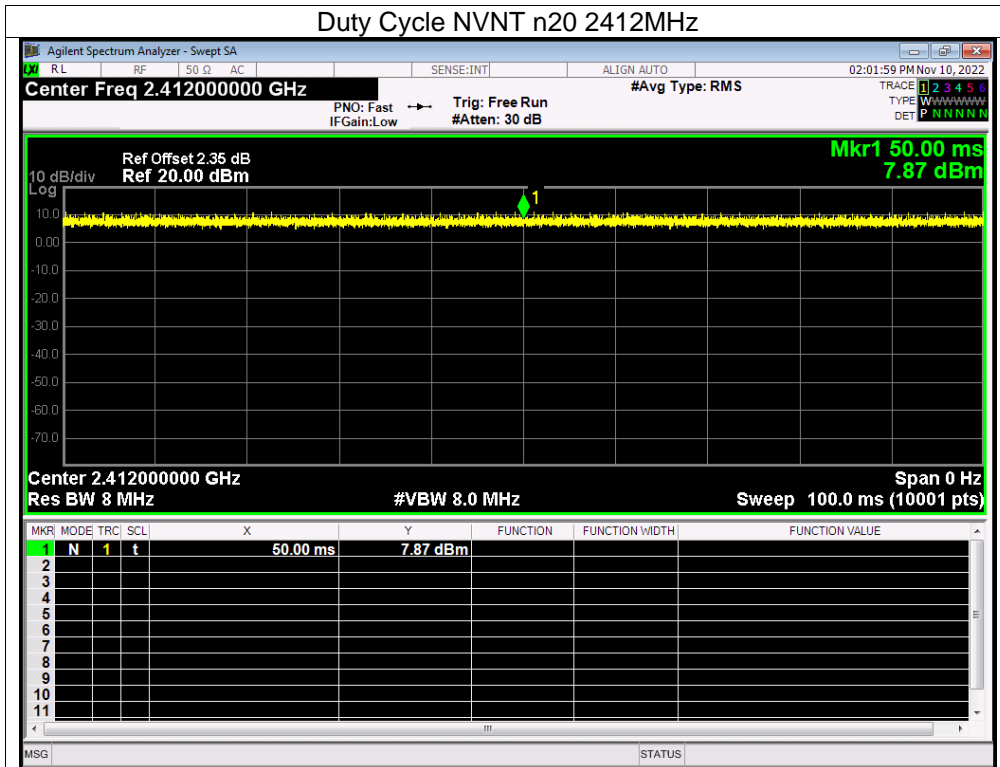 Duty Cycle NVNT n20 2412MHz
Agilent Spectrum Analyzer - Swept SA
LXI RL RF 50 Ω AC SENSE:INT ALIGN AUTO 02:01:59 PM Nov 10, 2022
Center Freq 2.412000000 GHz #Avg Type: RMS TRACE 1 2 3 4 5 6
PNO: Fast Trig: Free Run TYPE WWWWWW
IFGain:Low #Atten: 30 dB DET P N N N N N
Mkr1 50.00 ms
Ref Offset 2.35 dB
10 dB/div Ref 20.00 dBm 7.87 dBm
Log
1
10.0
0.00
-10.0
-20.0
-30.0
-40.0
-50.0
-60.0
-70.0
Center 2.412000000 GHz Span 0 Hz
Res BW 8 MHz #VBW 8.0 MHz Sweep 100.0 ms (10001 pts)
MKR MODE TRC SCL X Y FUNCTION FUNCTION WIDTH FUNCTION VALUE
1 N 1 t 50.00 ms 7.87 dBm
2
3
4
5
6
7
8
9
10
11
MSG STATUS